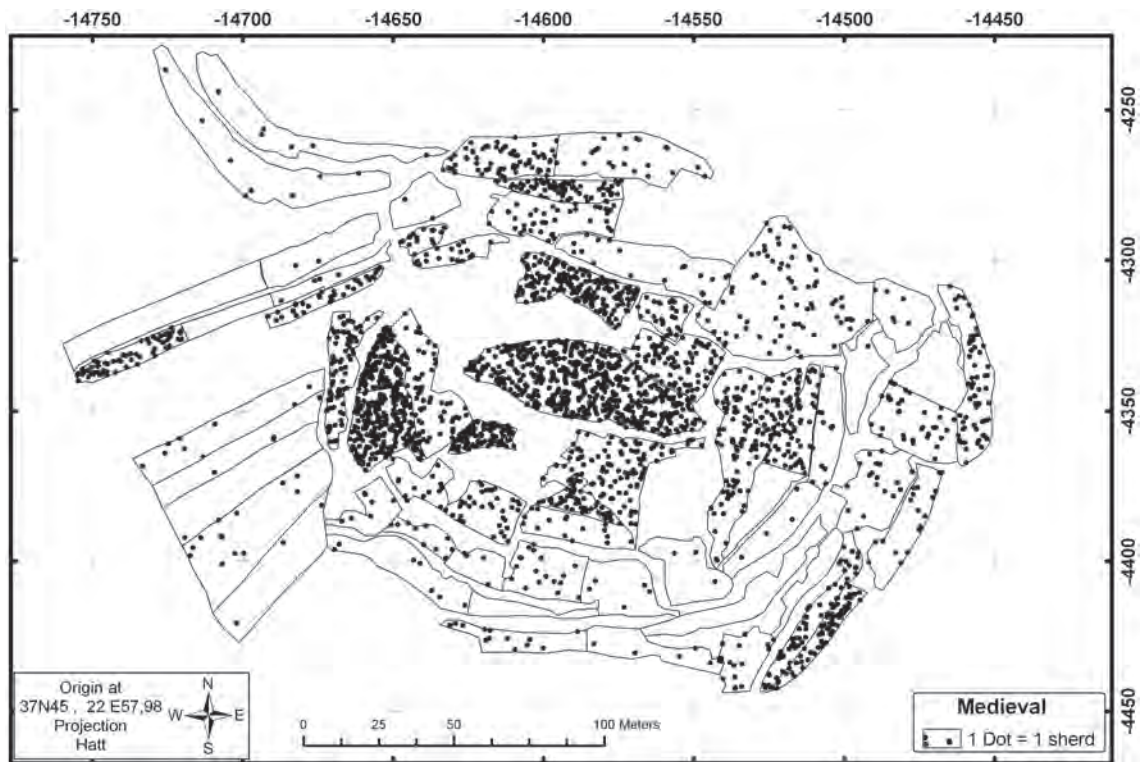 -14750 -14700 -14650 -14600 -14550 -14500 -14450
-4250
-4300
-4350
-4400
-4450
Origin at
37N45 , 22 E57,98
Projection
Hatt
N
W E
S
0 25 50 100 Meters
Medieval
1 Dot = 1 sherd